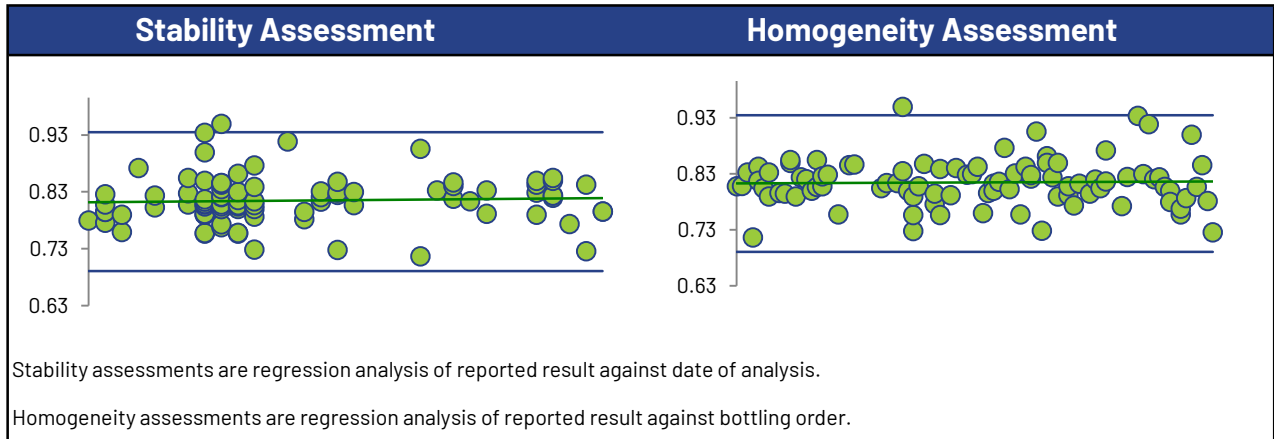 Stability Assessment
Homogeneity Assessment
0.93
0.83
0.73
0.63
0.93
0.83
0.73
0.63
Stability assessments are regression analysis of reported result against date of analysis.
Homogeneity assessments are regression analysis of reported result against bottling order.